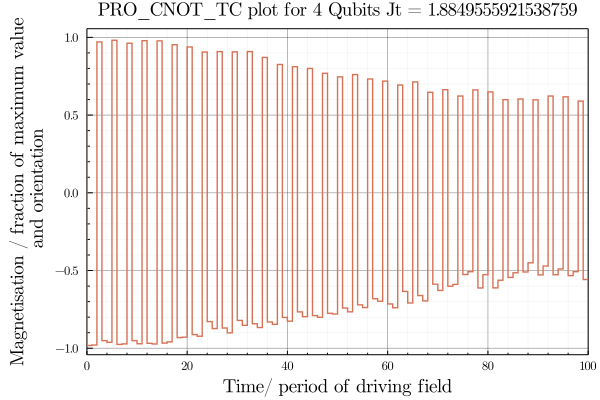 PRO_CNOT_TC plot for 4 Qubits Jt = 1.8849555921538759
Magnetisation / fraction of maximum value
and orientation
1.0
0.5
0.0
−0.5
−1.0
0 20 40 60 80 100
Time/ period of driving field